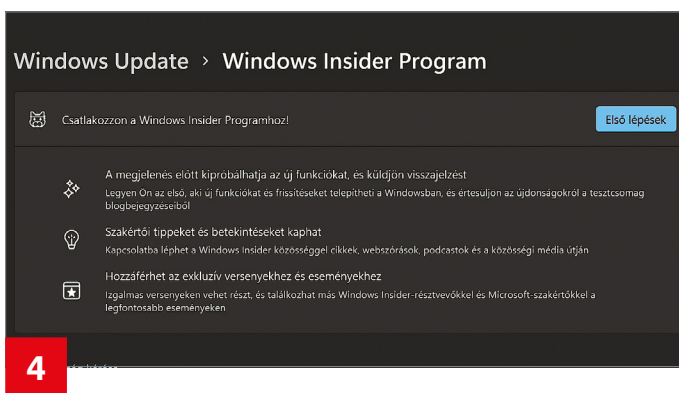 Windows Update > Windows Insider Program
Csatlakozzon a Windows Insider Programhoz!
Első lépések
A megjelenés előtt kipróbálhatja az új funkciókat, és küldjön visszajelzést
Legyen Ön az első, aki új funkciókat és frissítéseket telepítheti a Windowsban, és értesüljön az újdonságokról a tesztcsomag
blogbejegyzéseiből
Szakértői tippeket és betekintéseket kaphat
Kapcsolatba léphet a Windows Insider közösséggel cikkek, webszórások, podcastok és a közösségi média útján
Hozzáférhet az exkluzív versenyekhez és eseményekhez
Izgalmas versenyeken vehet részt, és találkozhat más Windows Insider-résztvevőkkel és Microsoft-szakértőkkel a
legfontosabb eseményeken
4